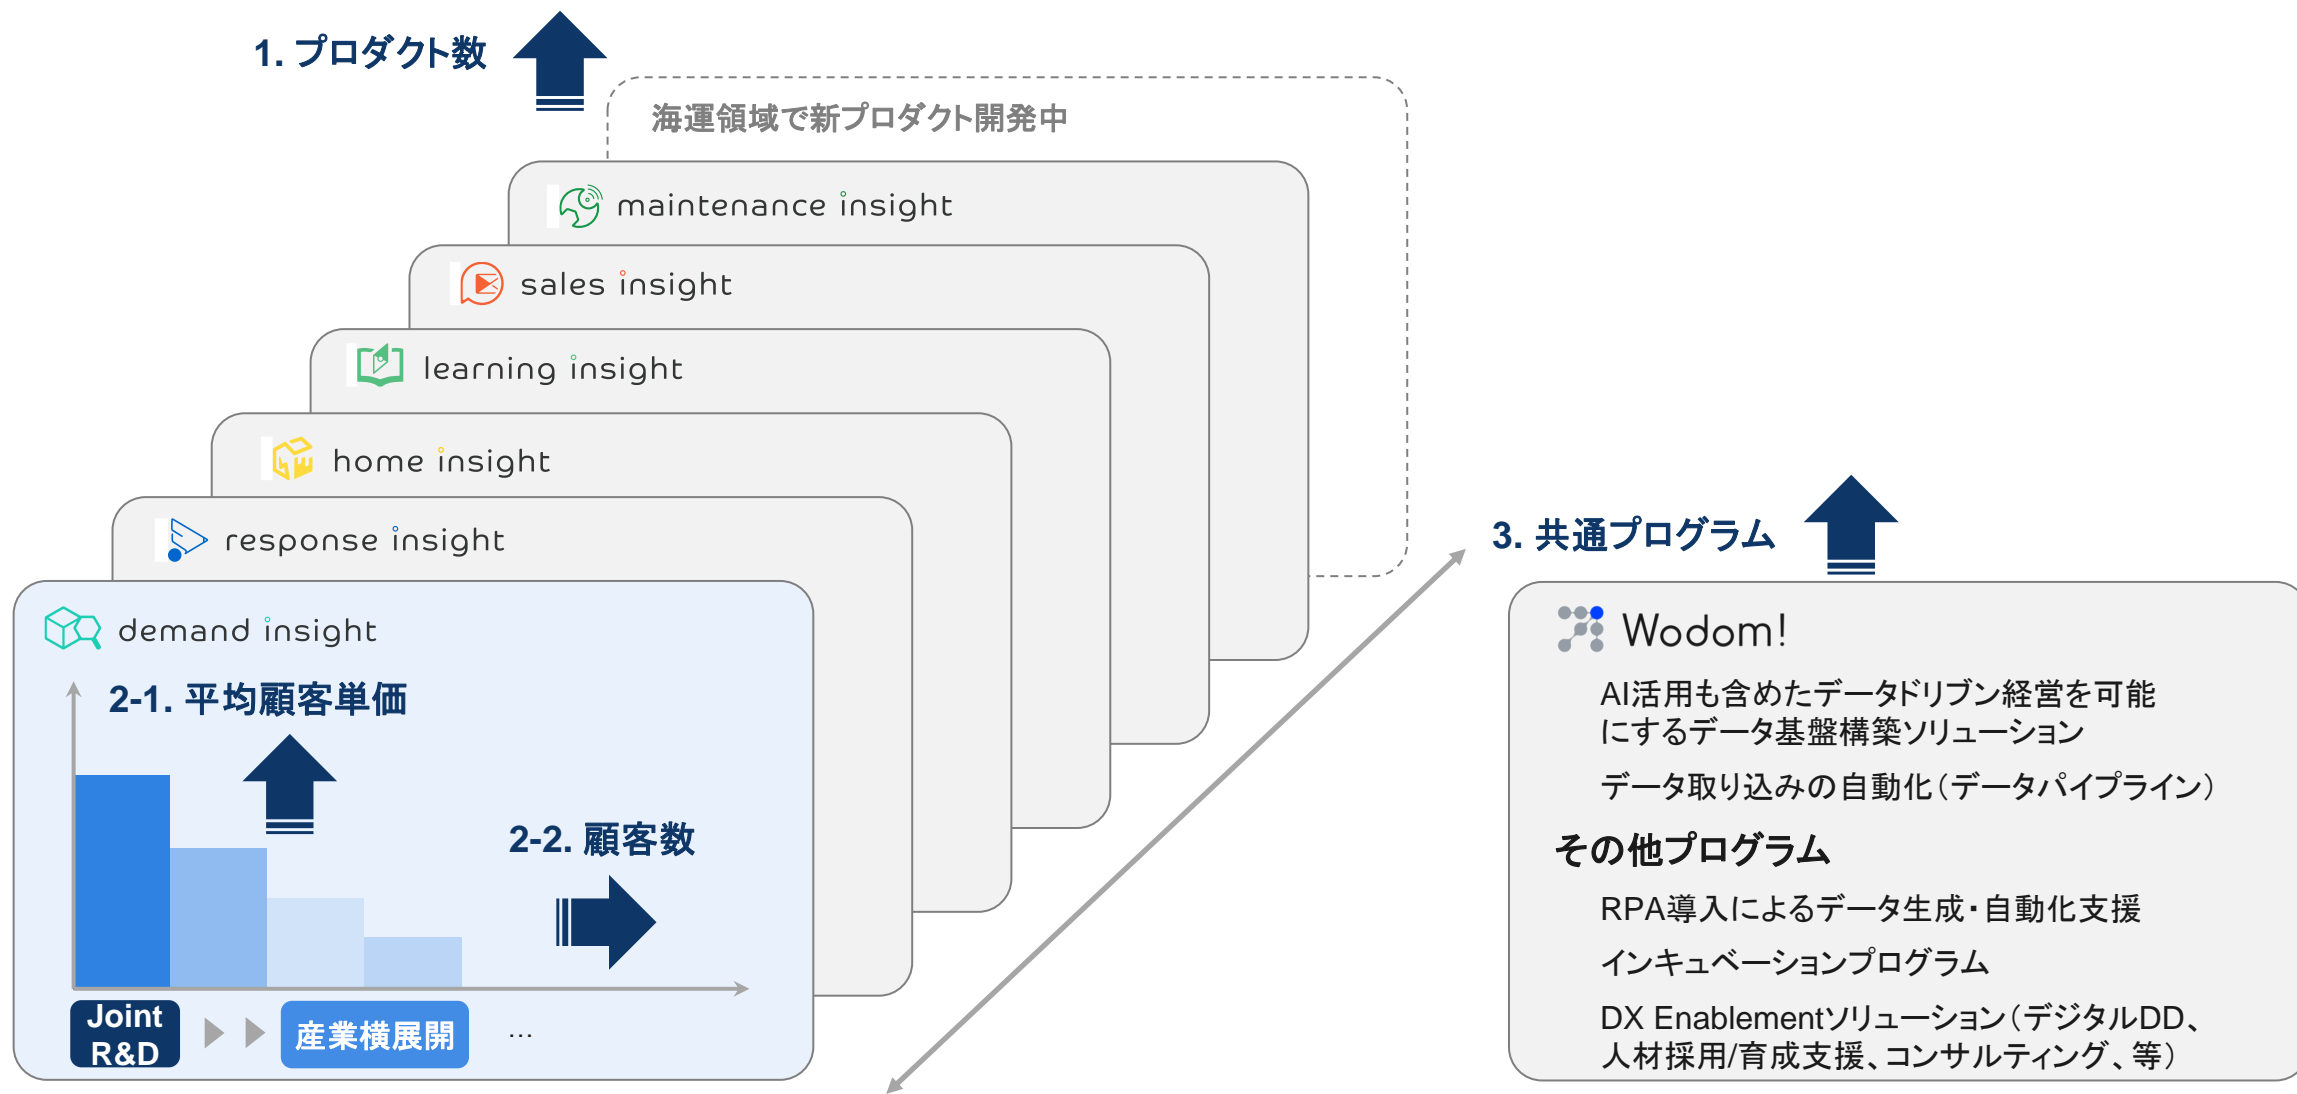 1. プロダクト数
海運領域で新プロダクト開発中
maintenance insight
sales insight
learning insight
home insight
response insight
demand insight
2-1. 平均顧客単価
2-2. 顧客数
Joint
R&D
産業横展開
…
3. 共通プログラム
Wodom!
AI活用も含めたデータドリブン経営を可能
にするデータ基盤構築ソリューション
データ取り込みの自動化（データパイプライン）
その他プログラム
RPA導入によるデータ生成・自動化支援
インキュベーションプログラム
DX Enablementソリューション（デジタルDD、
人材採用/育成支援、コンサルティング、等）